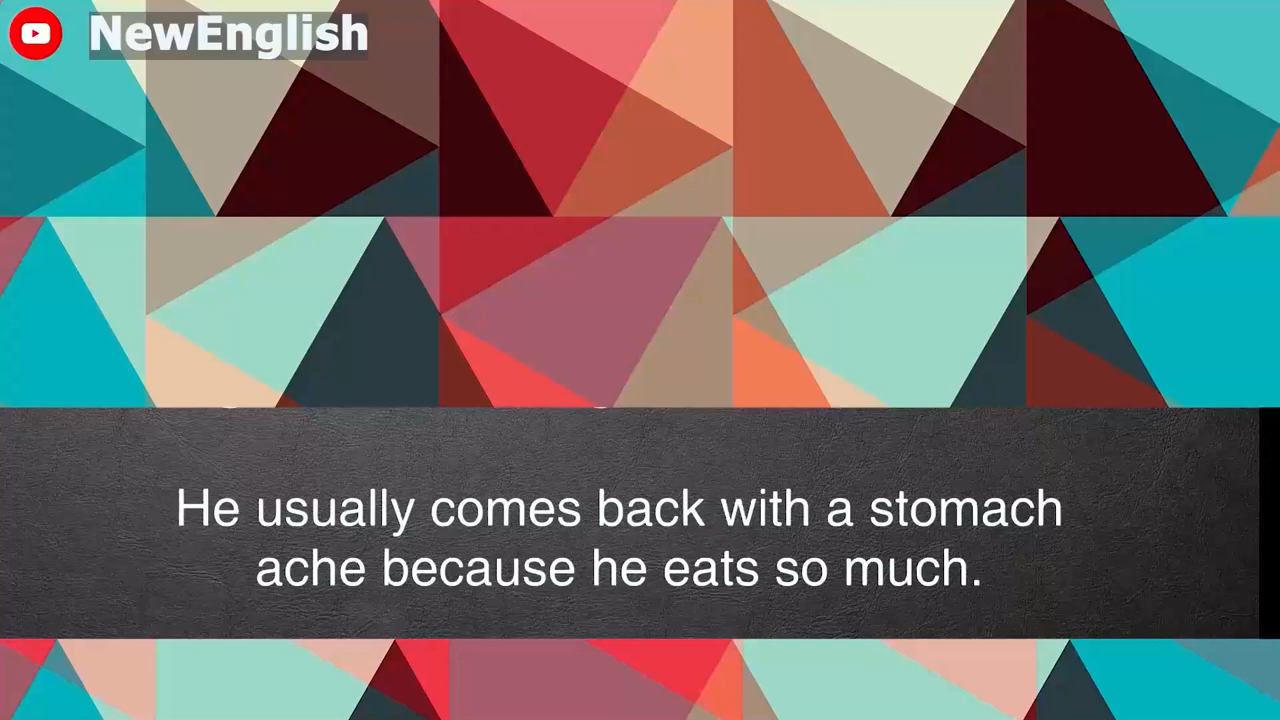 NewEnglish
He usually comes back with a stomach
ache because he eats so much.